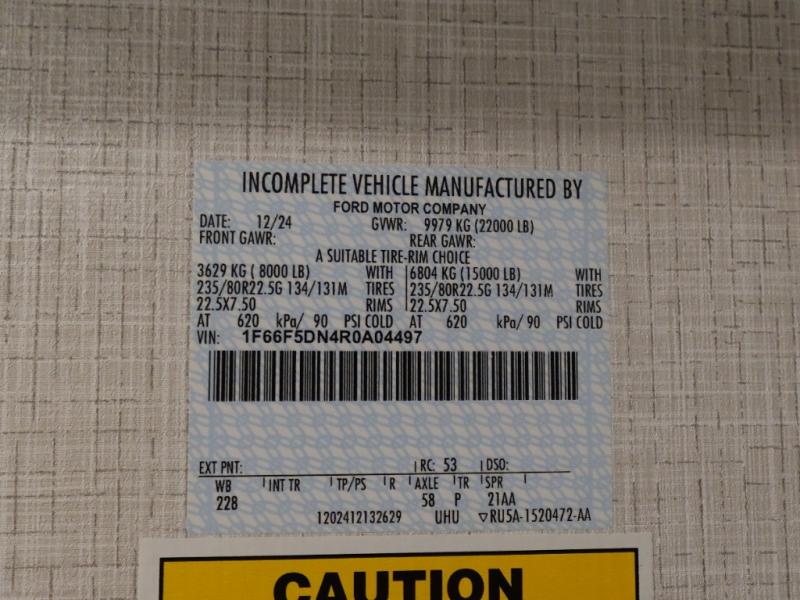 INCOMPLETE VEHICLE MANUFACTURED BY
FORD MOTOR COMPANY
DATE: 12/24 GVWR: 9979 KG (22000 LB)
FRONT GAWR: REAR GAWR:
A SUITABLE TIRE-RIM CHOICE
3629 KG ( 8000 LB) WITH 6804 KG (15000 LB) WITH
235/80R22.5G 134/131M TIRES 235/80R22.5G 134/131M TIRES
22.5X7.50 RIMS 22.5X7.50 RIMS
AT 620 kPa/ 90 PSI COLD AT 620 kPa/ 90 PSI COLD
VIN: 1F66F5DN4R0A04497
EXT PNT: RC: 53 DSO:
WB INT TR TP/PS R AXLE TR SPR
228 58 P 21AA
1202412132629 UHU ▽RU5A-1520472-AA
CAUTION